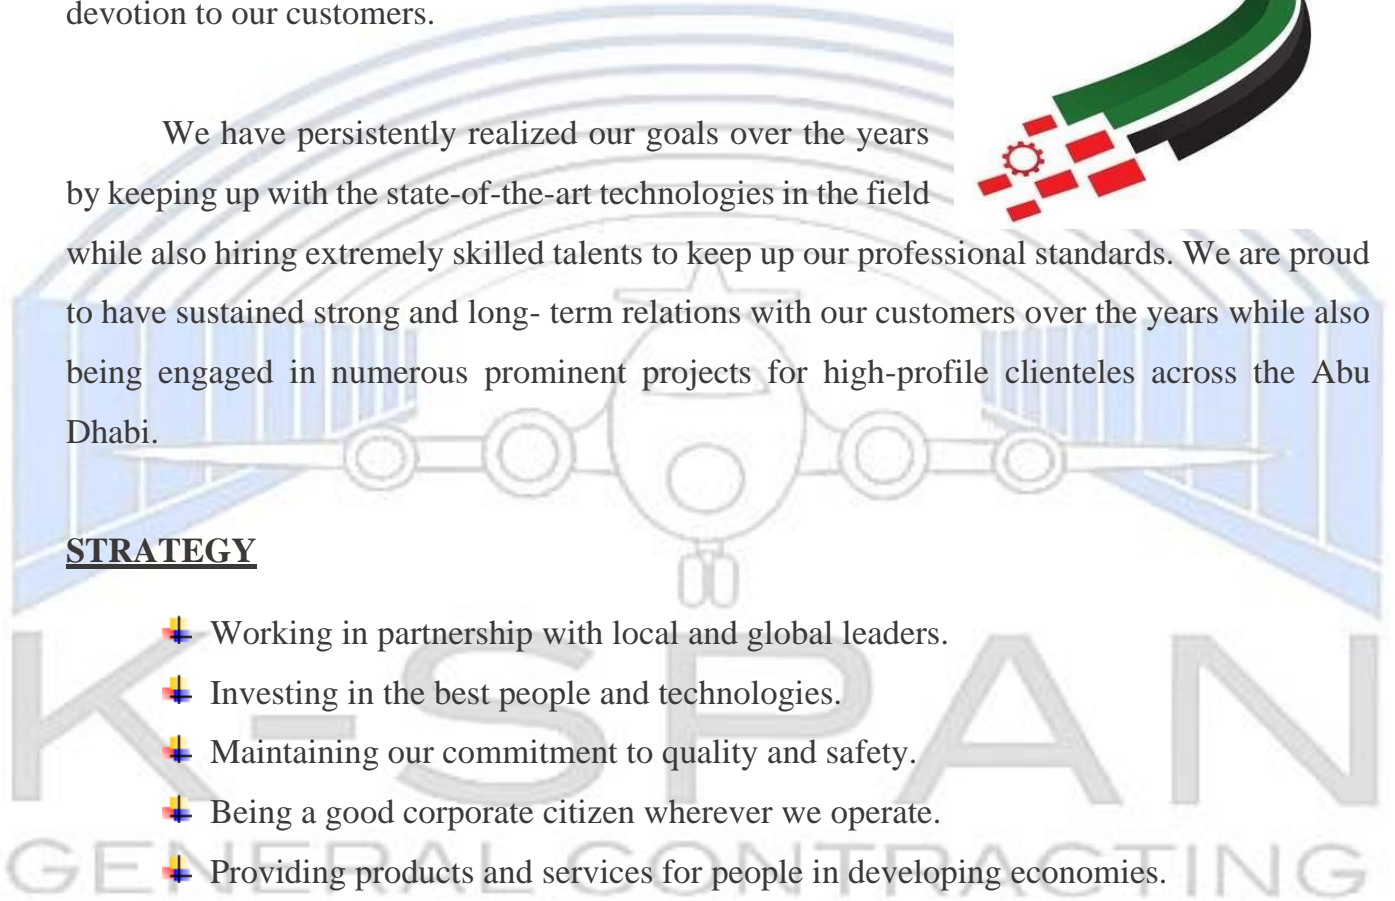 devotion to our customers.
We have persistently realized our goals over the years
by keeping up with the state-of-the-art technologies in the field
while also hiring extremely skilled talents to keep up our professional standards. We are proud
to have sustained strong and long- term relations with our customers over the years while also
being engaged in numerous prominent projects for high-profile clienteles across the Abu
Dhabi.
STRATEGY
Working in partnership with local and global leaders.
Investing in the best people and technologies.
Maintaining our commitment to quality and safety.
Being a good corporate citizen wherever we operate.
Providing products and services for people in developing economies.
K-SPAN
GENERAL CONTRACTING